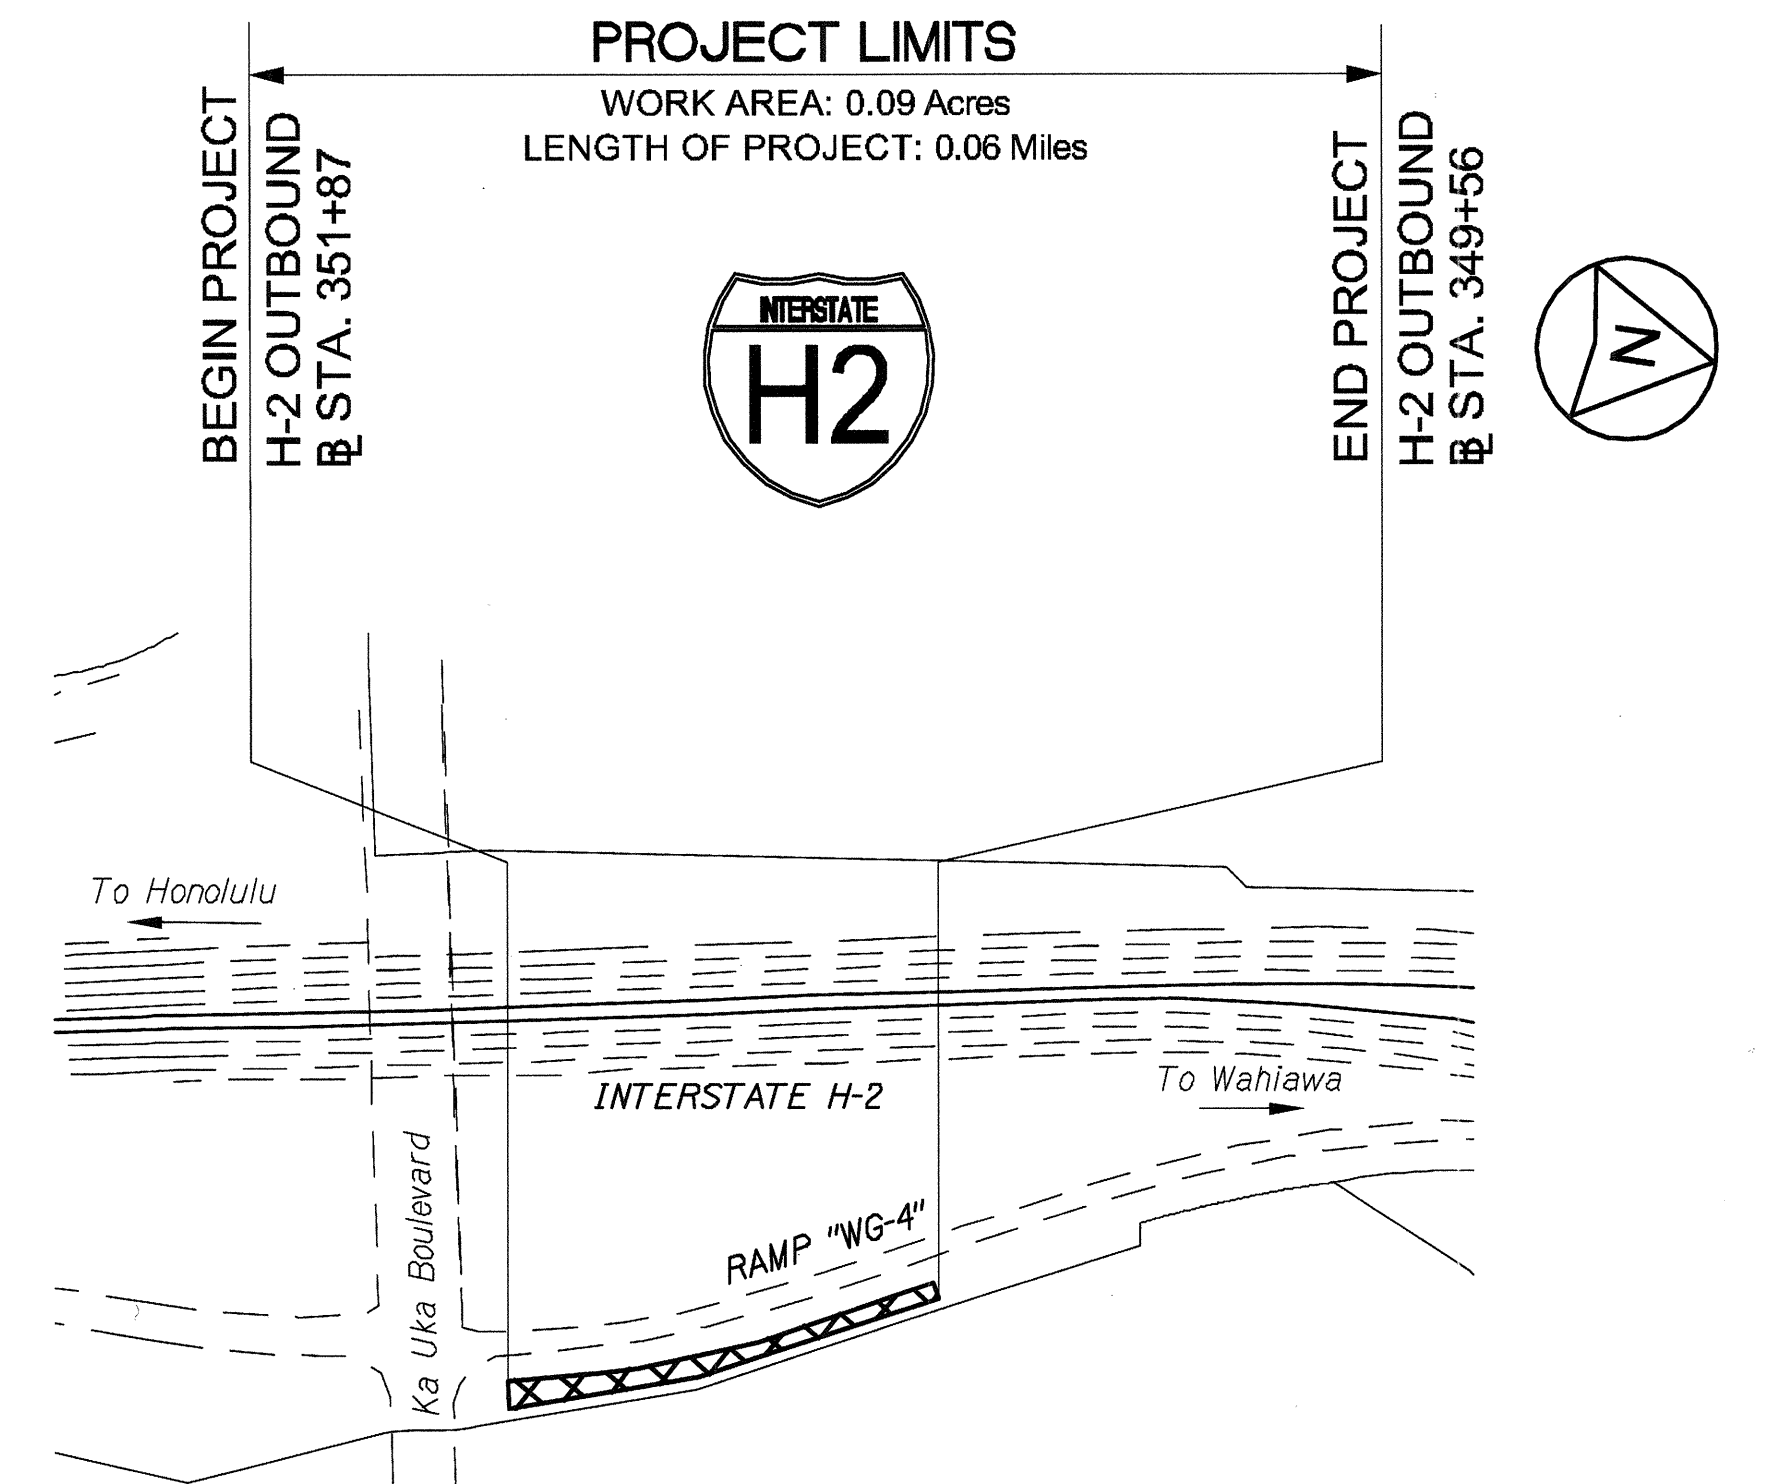 PROJECT LIMITS
WORK AREA: 0.09 Acres
LENGTH OF PROJECT: 0.06 Miles
BEGIN PROJECT
H-2 OUTBOUND
BL STA. 351+87
END PROJECT
H-2 OUTBOUND
BL STA. 349+56
INTERSTATE
H2
N
To Honolulu
INTERSTATE H-2
To Wahiawa
Ka Uka Boulevard
RAMP "WG-4"